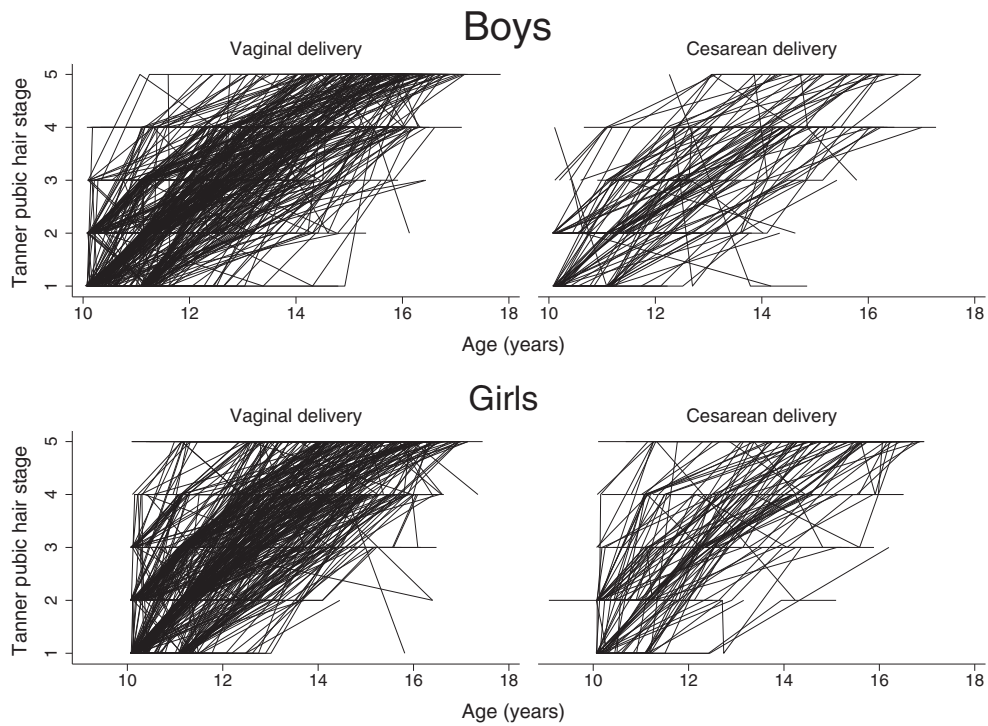 Boys
Vaginal delivery Cesarean delivery
Tanner pubic hair stage
5
4
3
2
1
10 12 14 16 18 10 12 14 16 18
Age (years)
Girls
Vaginal delivery Cesarean delivery
Tanner pubic hair stage
5
4
3
2
1
10 12 14 16 18 10 12 14 16 18
Age (years)